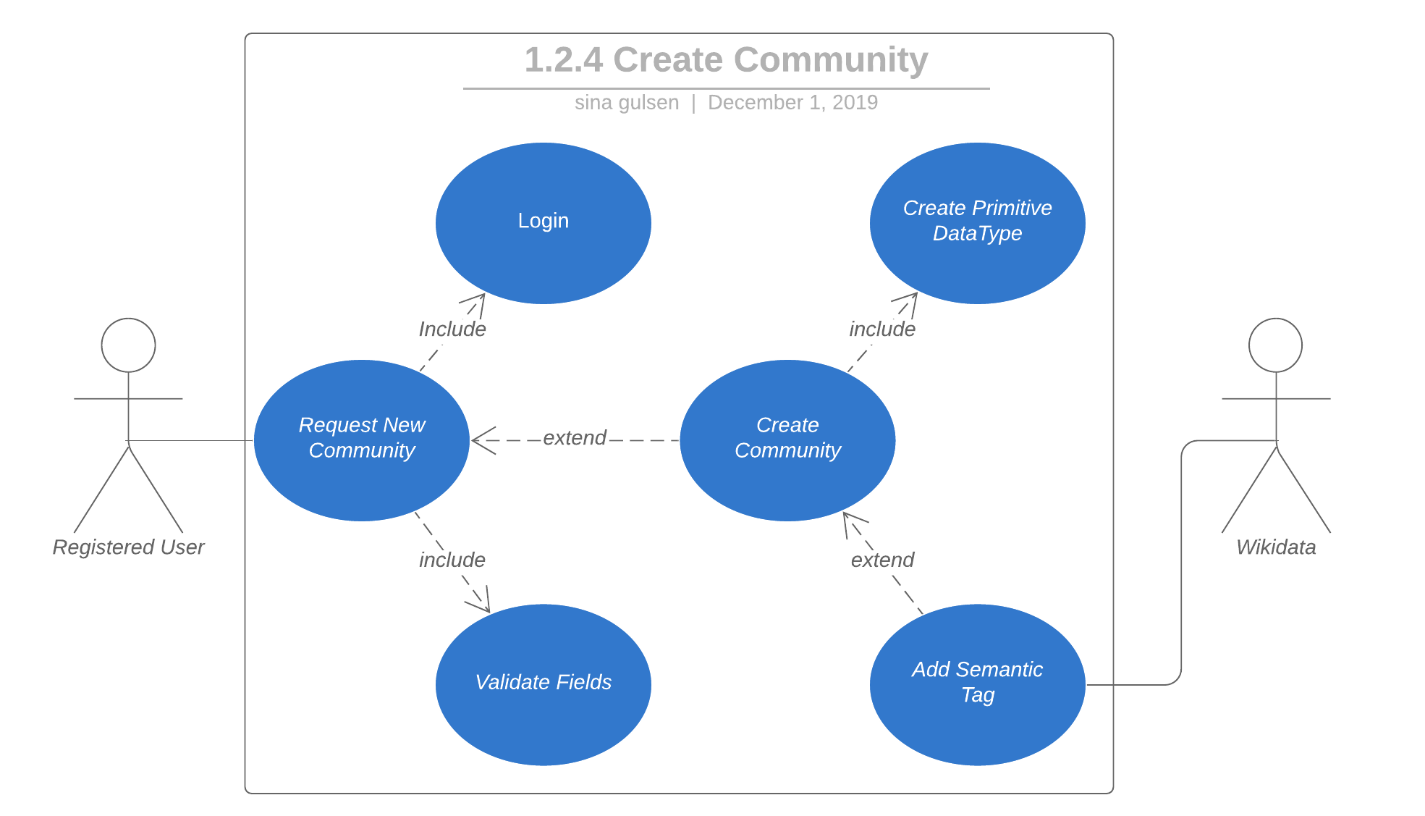 1.2.4 Create Community
sina gulsen | December 1, 2019
Login
Create Primitive
DataType
Include
include
Request New
Community
extend
Create
Community
Registered User
Wikidata
include
extend
Validate Fields
Add Semantic
Tag